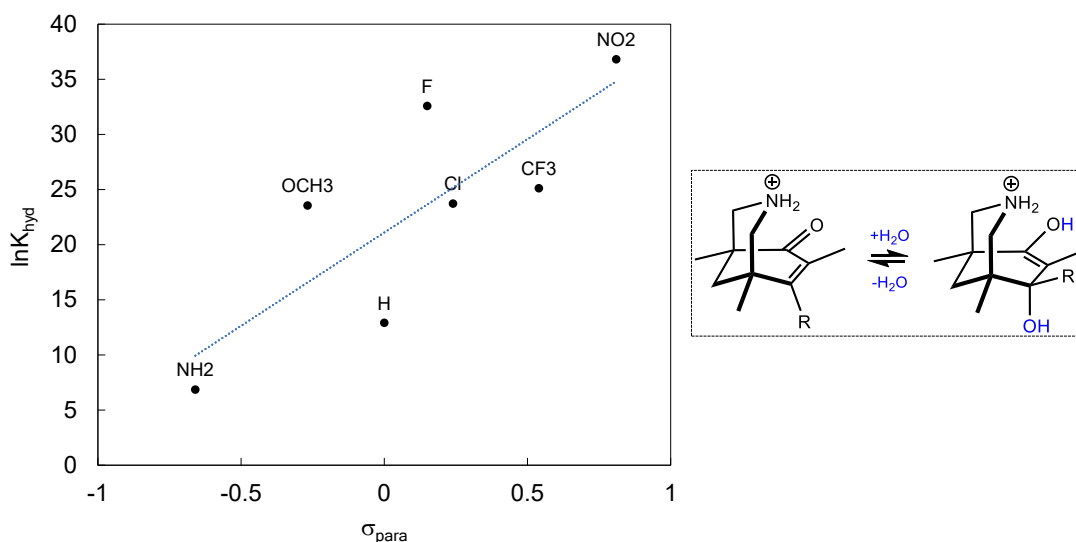 40
35
30
25
20
15
10
5
0
-1
-0.5
0
0.5
1
lnKhyd
σpara
NO2
F
CF3
Cl
OCH3
H
NH2
⊕
NH2
O
R
+H2O
-H2O
⊕
NH2
OH
R
OH